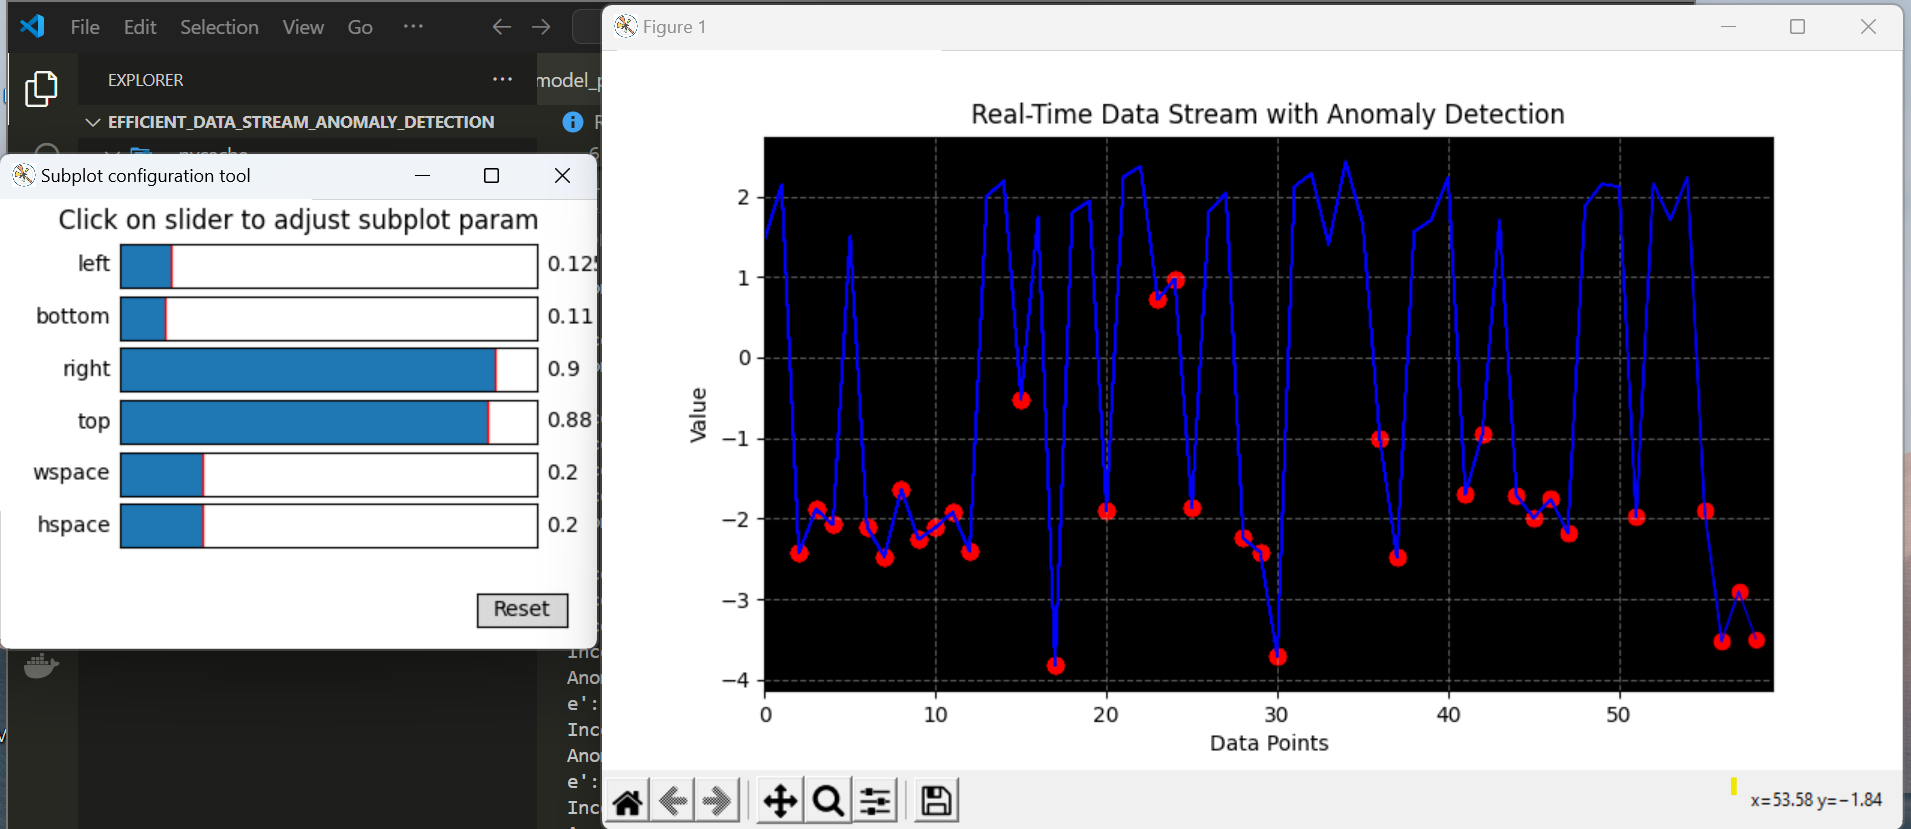 File Edit Selection View Go ···
EXPLORER ···
EFFICIENT_DATA_STREAM_ANOMALY_DETECTION
Subplot configuration tool
Click on slider to adjust subplot param
left 0.125
bottom 0.11
right 0.9
top 0.88
wspace 0.2
hspace 0.2
Reset
model_p
R
6
Inc
Ano
e':
Inc
Ano
e':
Inc
Figure 1
Real-Time Data Stream with Anomaly Detection
Value
2
1
0
−1
−2
−3
−4
0 10 20 30 40 50
Data Points
x=53.58 y=−1.84